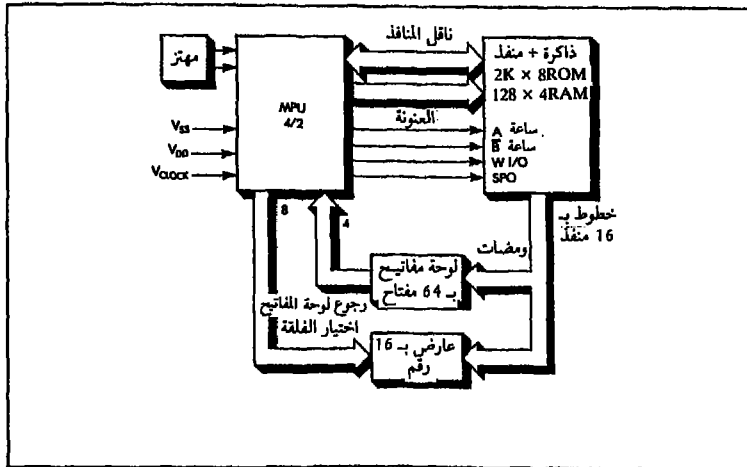 ناقل المنافذ
مهتز
MPU
4/2
ذاكرة + منفذ
2K × 8ROM
128 × 4RAM
العنونة
ساعة A
ساعة B
W I/O
SPO
VSS
VDD
VCLOCK
8
4
خطوط بـ
16 منفذ
ومضات
لوحة مفاتيح
بـ 64 مفتاح
رجوع لوحة المفاتيح
اختيار الفلقة
عارض بـ 16
رقم